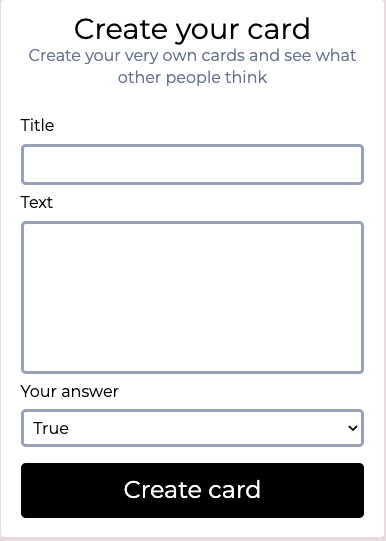 Create your card
Create your very own cards and see what
other people think
Title
Text
Your answer
True
Create card